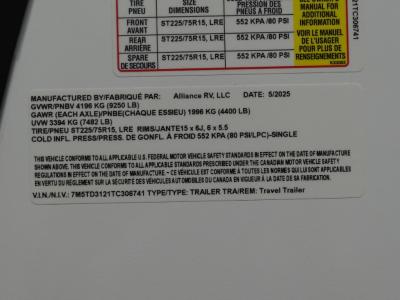 TIRE SIZE PRESSION DES SEE OWNER'S
PNEU DIMENSIONS PNEUS À FROID MANUAL FOR
ADDITIONAL
INFORMATION
FRONT
AVANT ST225/75R15, LRE 552 KPA /80 PSI
REAR
ARRIÈRE ST225/75R15, LRE 552 KPA /80 PSI
SPARE
DE SECOURS ST225/75R15, LRE 552 KPA /80 PSI
VOIR LE MANUEL
DE L'USAGER
POUR PLUS DE
RENSEIGNEMENTS
121TC306741
MANUFACTURED BY/FABRIQUÉ PAR: Alliance RV, LLC DATE: 5/2025
GVWR/PNBV 4196 KG (9250 LB)
GAWR (EACH AXLE)/PNBE(CHAQUE ESSIEU) 1996 KG (4400 LB)
UVW 3394 KG (7482 LB)
TIRE/PNEU ST225/75R15, LRE RIMS/JANTE15 x 6J, 6 x 5.5
COLD INFL. PRESS/PRESS. DE GONFL. À FROID 552 KPA (80 PSI/LPC)-SINGLE
THIS VEHICLE CONFORMS TO ALL APPLICABLE U.S. FEDERAL MOTOR VEHICLE SAFETY STANDARDS IN EFFECT ON THE DATE OF MANUFACTURE
SHOWN ABOVE, THIS VEHICLE CONFORMS TO ALL APPLICABLE STANDARDS PRESCRIBED UNDER THE CANADIAN MOTOR VEHICLE SAFETY
REGULATIONS IN EFFECT ON THE DATE OF MANUFACTURE - CE VÉHICULE EST CONFORME À TOUTES LES NORMES QUI LUI SONT APPLICABLES
EN VERTU DU RÈGLEMENT SUR LA SÉCURITÉ DES VÉHICULES AUTOMOBILES DU CANADA EN VIGUEUR À LA DATE DE SA FABRICATION.
V.I.N./N.I.V.: 7M5TD3121TC306741 TYPE/TYPE: TRAILER TRA/REM: Travel Trailer